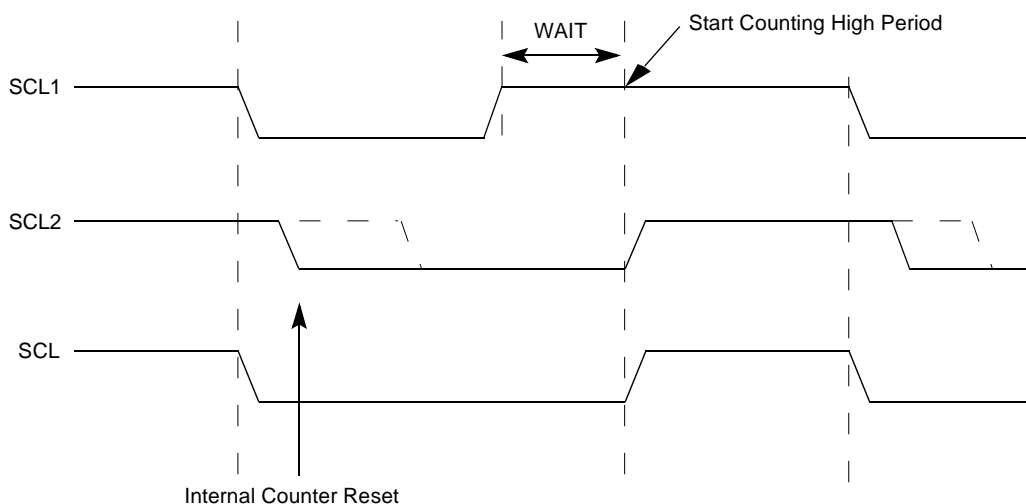 WAIT
Start Counting High Period
SCL1
SCL2
SCL
Internal Counter Reset